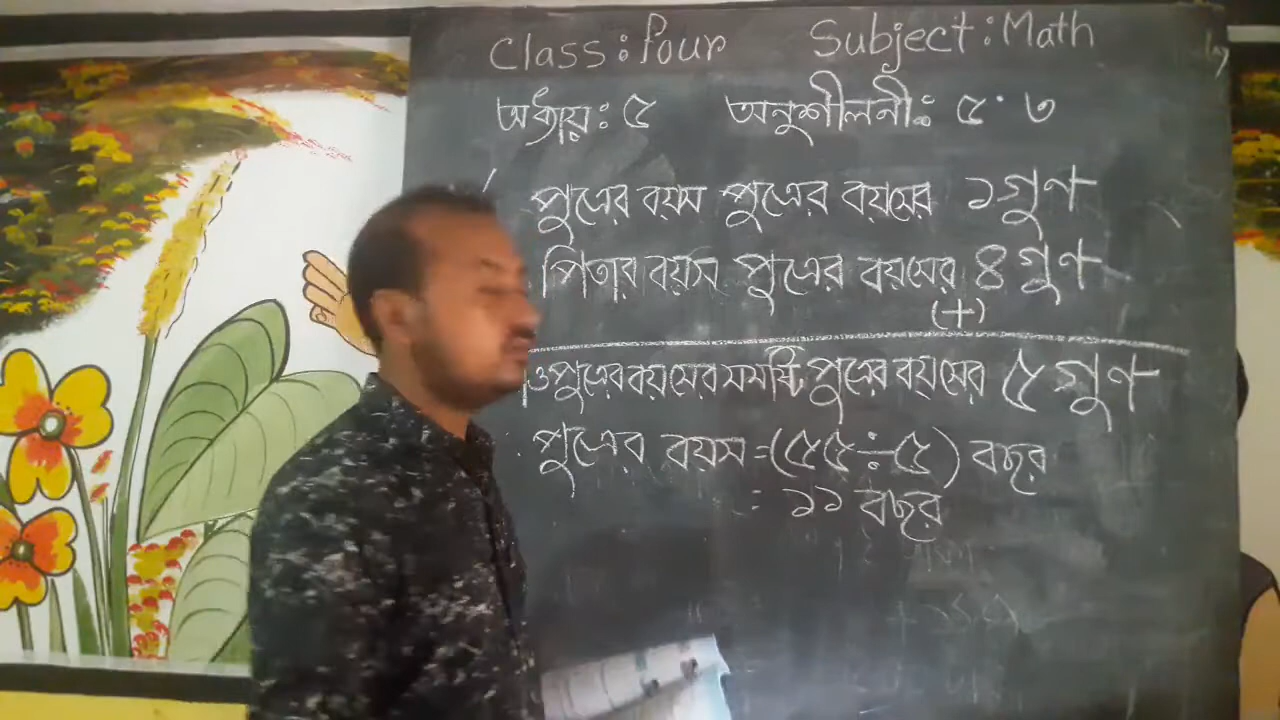 Class: Four Subject: Math
অধ্যায়: ৫ অনুশীলনী: ৫.৩
পুত্রের বয়স পুত্রের বয়সের ১ গুণ
পিতার বয়স পুত্রের বয়সের ৪ গুণ
(+)
ও পুত্রের বয়সের সমষ্টি পুত্রের বয়সের ৫ গুণ
পুত্রের বয়স = (৫৫ ÷ ৫) বছর
= ১১ বছর